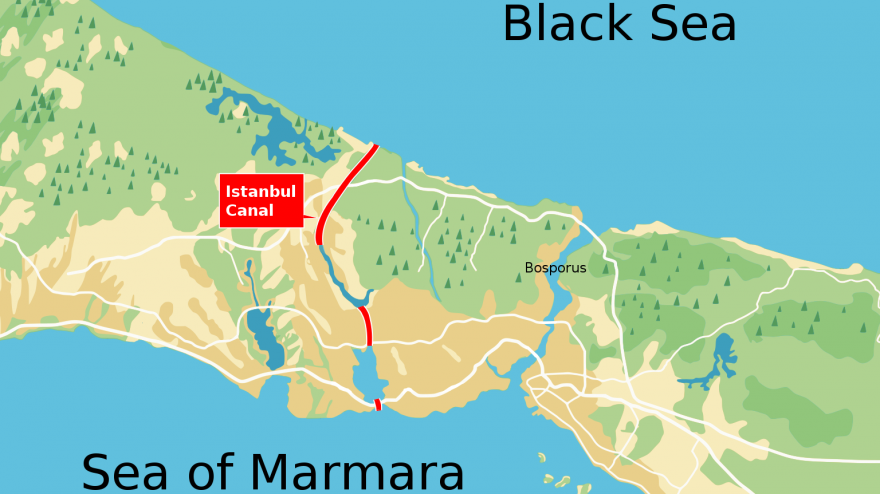 Black Sea
Istanbul
Canal
Bosporus
Sea of Marmara